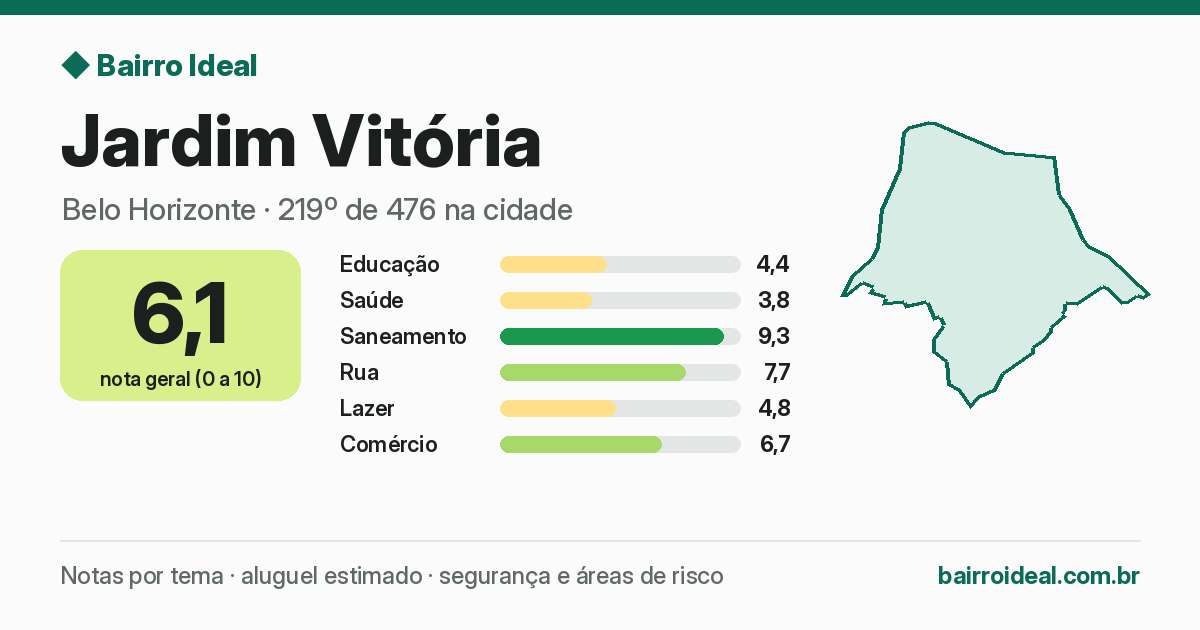 Bairro Ideal
Jardim Vitória
Belo Horizonte · 219º de 476 na cidade
6,1
nota geral (0 a 10)
Educação 4,4
Saúde 3,8
Saneamento 9,3
Rua 7,7
Lazer 4,8
Comércio 6,7
Notas por tema · aluguel estimado · segurança e áreas de risco
bairroideal.com.br